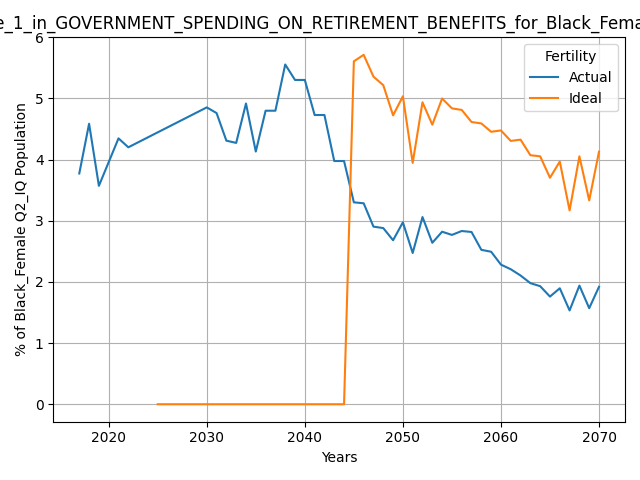 e_1_in_GOVERNMENT_SPENDING_ON_RETIREMENT_BENEFITS_for_Black_Fema
Fertility
Actual
Ideal
% of Black_Female Q2_IQ Population
6
5
4
3
2
1
0
2020 2030 2040 2050 2060 2070
Years